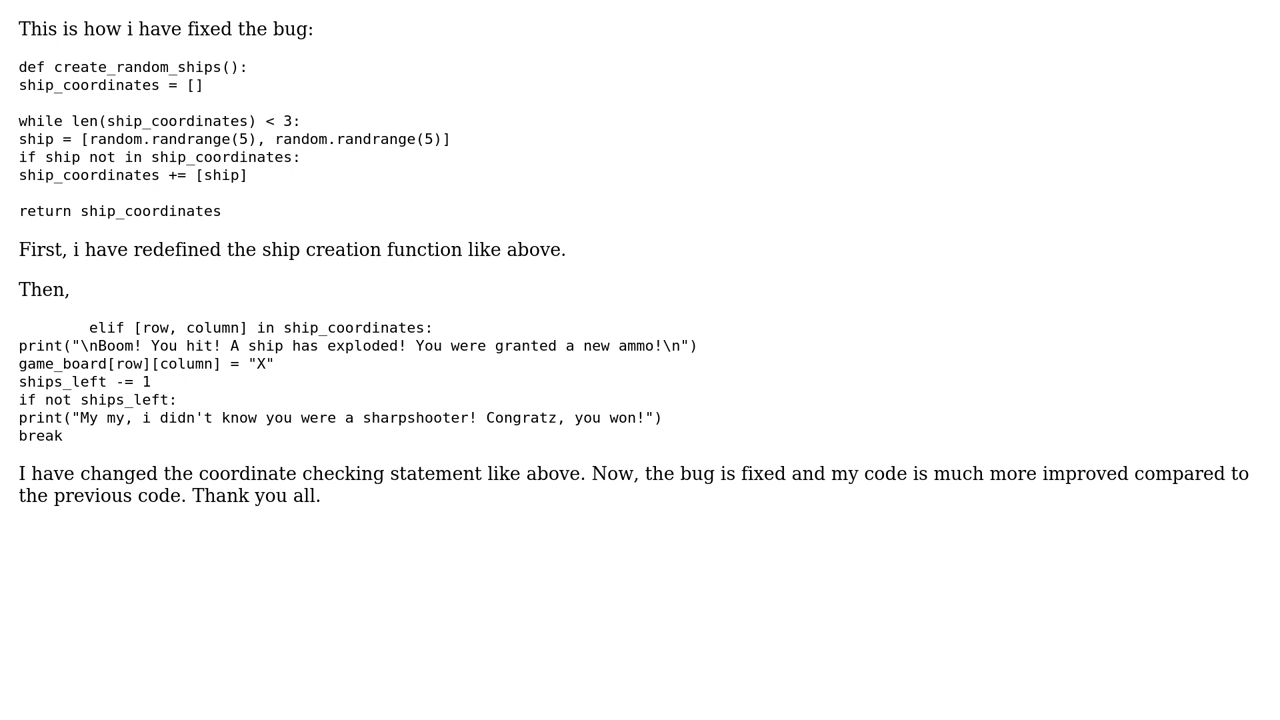 This is how i have fixed the bug:
def create_random_ships():
ship_coordinates = []
while len(ship_coordinates) < 3:
ship = [random.randrange(5), random.randrange(5)]
if ship not in ship_coordinates:
ship_coordinates += [ship]
return ship_coordinates
First, i have redefined the ship creation function like above.
Then,
        elif [row, column] in ship_coordinates:
print("\nBoom! You hit! A ship has exploded! You were granted a new ammo!\n")
game_board[row][column] = "X"
ships_left -= 1
if not ships_left:
print("My my, i didn't know you were a sharpshooter! Congratz, you won!")
break
I have changed the coordinate checking statement like above. Now, the bug is fixed and my code is much more improved compared to
the previous code. Thank you all.